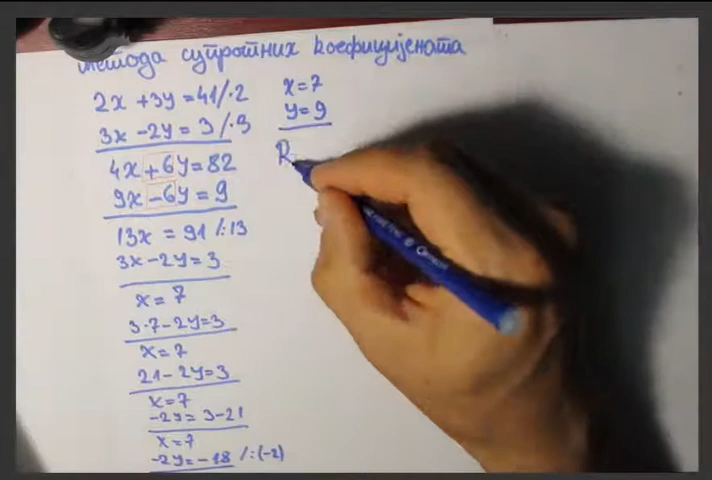 метода супротних коефицијената
2x + 3y = 41 /·2
3x - 2y = 3 /·3
4x + 6y = 82
9x - 6y = 9
13x = 91 /:13
3x - 2y = 3
x = 7
3·7 - 2y = 3
x = 7
21 - 2y = 3
x = 7
-2y = 3 - 21
x = 7
-2y = -18 /:(-2)
x = 7
y = 9
R